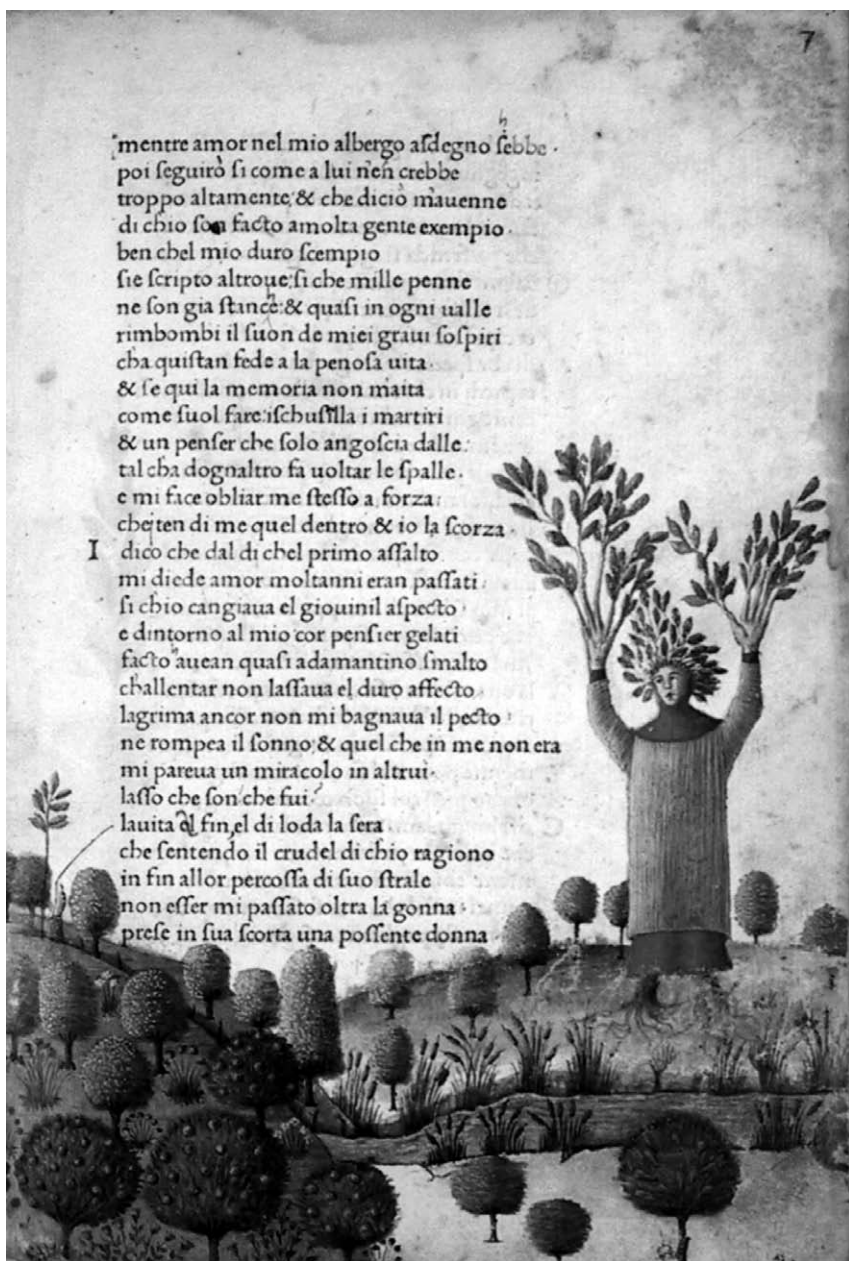 7
mentre amor nel mio albergo asdegno sebbe ·
h
poi seguirò si come a lui nen crebbe
troppo altamente: & che diciò mauenne
di chio son facto amolta gente exempio ·
ben chel mio duro scempio
sie scripto altroue: si che mille penne
ne son gia stance: & quasi in ogni ualle
rimbombi il suon de miei graui sospiri
cha quistan fede a la penosa uita ·
& se qui la memoria non maita
come suol fare: ischusilla i martiri
& un penser che solo angoscia dalle:
tal cha dognaltro fa uoltar le spalle ·
e mi face obliar me stesso a forza:
che ten di me quel dentro & io la scorza ·
I dico che dal di chel primo assalto
mi diede amor moltanni eran passati ·
si chio cangiaua el giouinil aspecto ·
e dintorno al mio cor pensier gelati
facto auean quasi adamantino smalto
challentar non lassaua el duro affecto
lagrima ancor non mi bagnaua il pecto ·
ne rompea il sonno: & quel che in me non era
mi pareua un miracolo in altrui ·
lasso che son che fui
lauita al fin, el di loda la sera
che sentendo il crudel di chio ragiono
in fin allor percossa di suo strale
non esser mi passato oltra la gonna ·
prese in sua scorta una possente donna